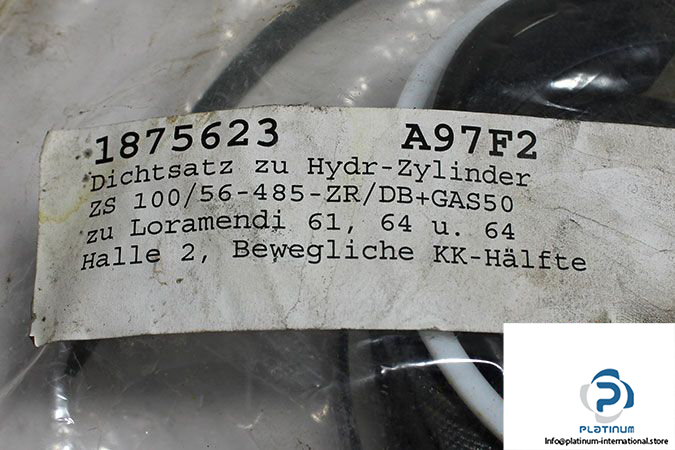 1875623 A97F2
Dichtsatz zu Hydr-Zylinder
ZS 100/56-485-ZR/DB+GAS50
zu Loramendi 61, 64 u. 64
Halle 2, Bewegliche KK-Hälfte
PLATINUM
Info@platinum-international.store